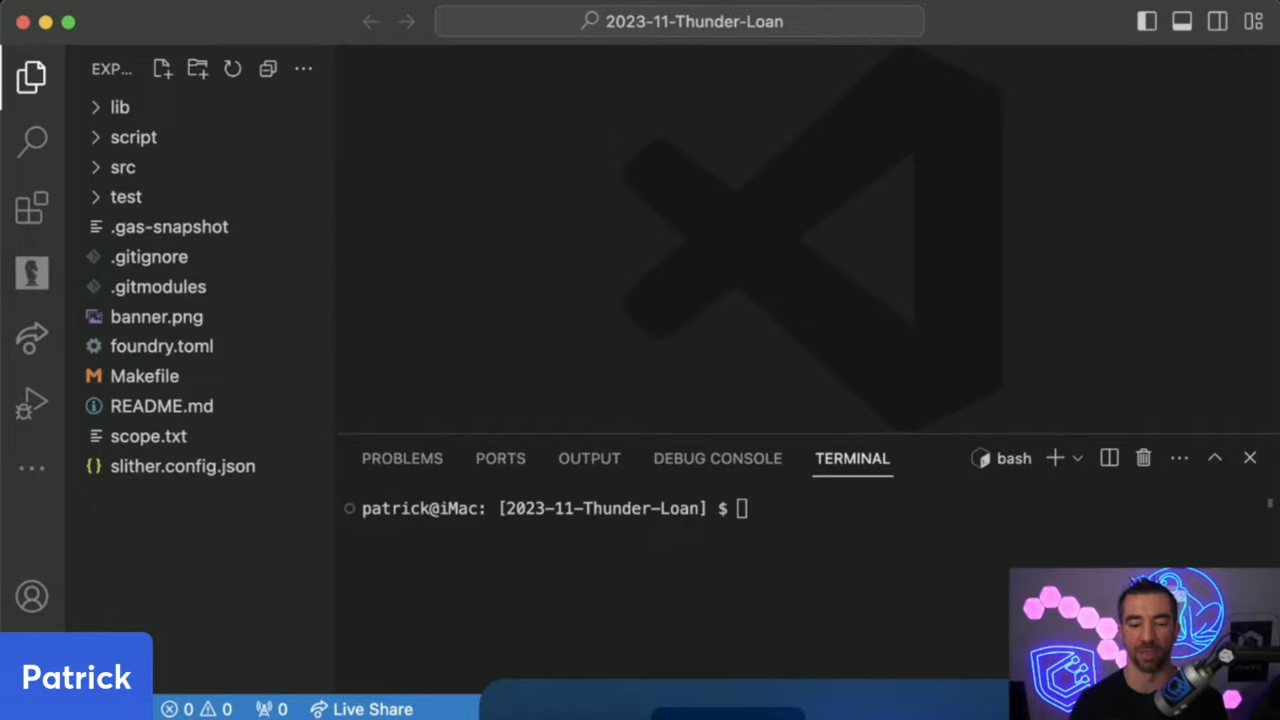 2023-11-Thunder-Loan
EXP...
lib
script
src
test
.gas-snapshot
.gitignore
.gitmodules
banner.png
foundry.toml
Makefile
README.md
scope.txt
slither.config.json
PROBLEMS PORTS OUTPUT DEBUG CONSOLE TERMINAL bash
patrick@iMac: [2023-11-Thunder-Loan] $
Patrick
0 0 0 Live Share